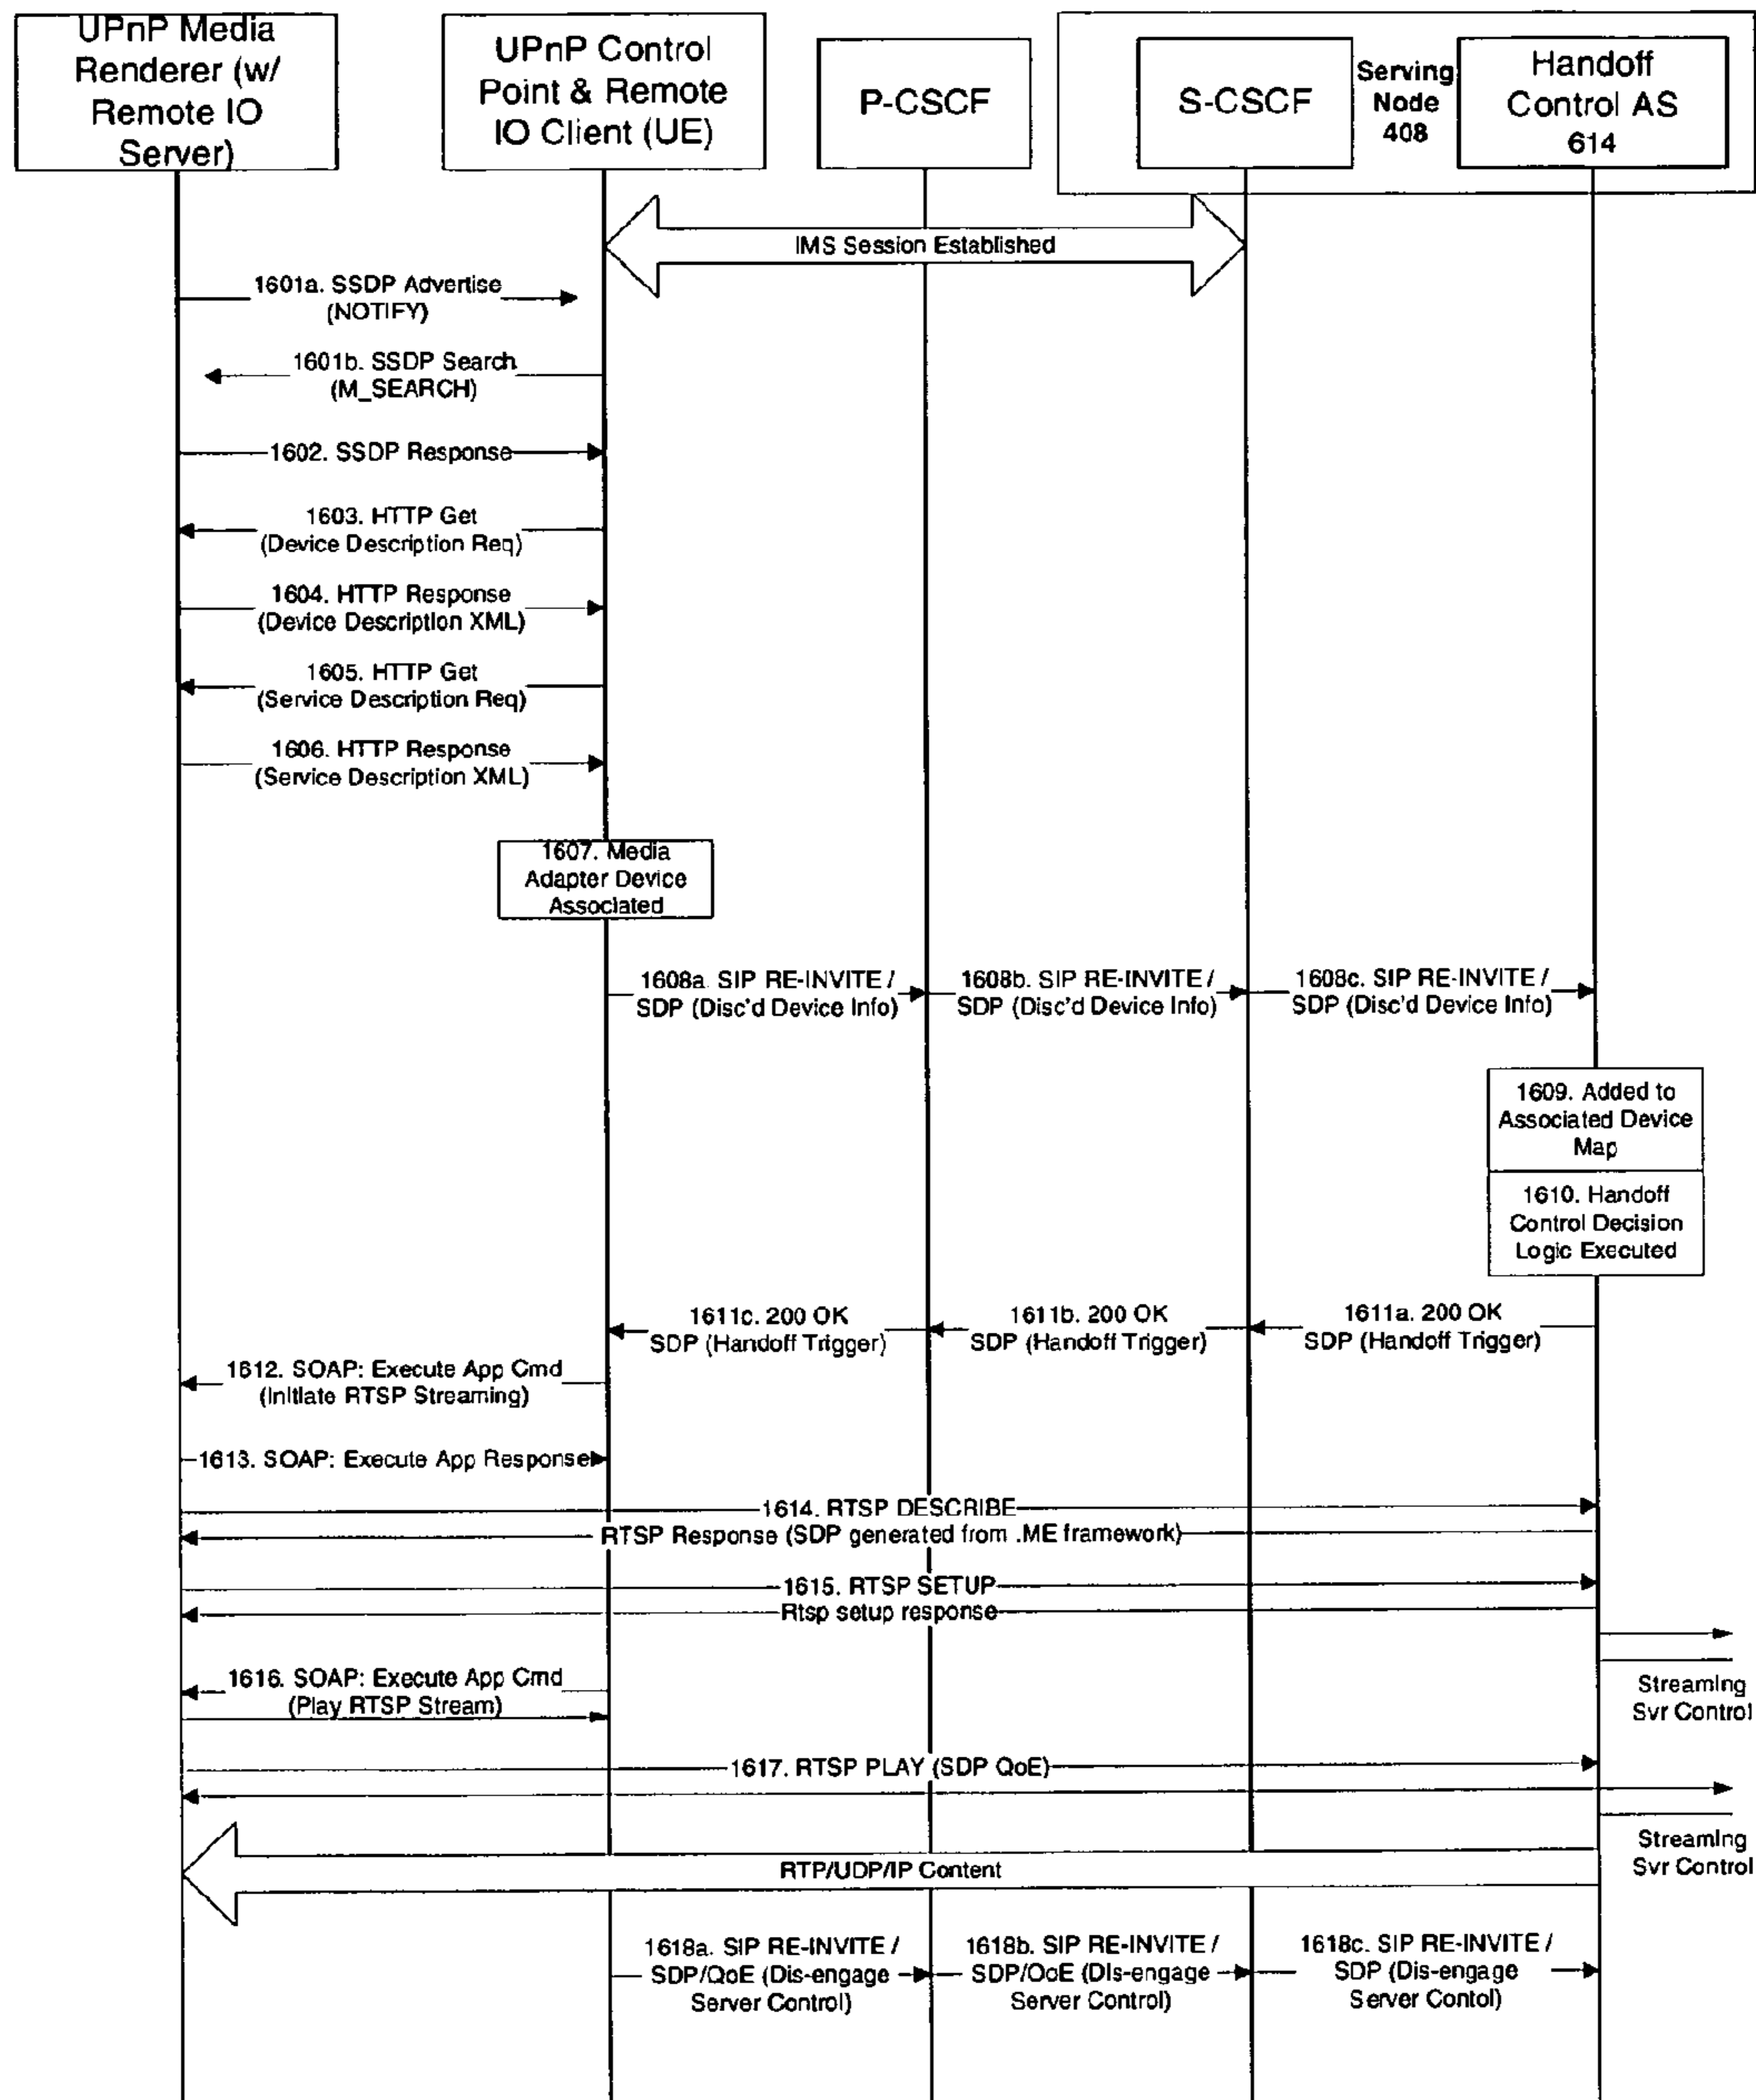 UPnP Media
Renderer (w/
Remote IO
Server)
UPnP Control
Point & Remote
IO Client (UE)
P-CSCF
S-CSCF
Serving
Node
408
Handoff
Control AS
614
IMS Session Established
1601a. SSDP Advertise
(NOTIFY)
1601b. SSDP Search
(M_SEARCH)
1602. SSDP Response
1603. HTTP Get
(Device Description Req)
1604. HTTP Response
(Device Description XML)
1605. HTTP Get
(Service Description Req)
1606. HTTP Response
(Service Description XML)
1607. Media
Adapter Device
Associated
1608a. SIP RE-INVITE /
SDP (Disc'd Device Info)
1608b. SIP RE-INVITE /
SDP (Disc'd Device Info)
1608c. SIP RE-INVITE /
SDP (Disc'd Device Info)
1609. Added to
Associated Device
Map
1610. Handoff
Control Decision
Logic Executed
1611c. 200 OK
SDP (Handoff Trigger)
1611b. 200 OK
SDP (Handoff Trigger)
1611a. 200 OK
SDP (Handoff Trigger)
1612. SOAP: Execute App Cmd
(Initiate RTSP Streaming)
1613. SOAP: Execute App Response
1614. RTSP DESCRIBE
RTSP Response (SDP generated from .ME framework)
1615. RTSP SETUP
Rtsp setup response
1616. SOAP: Execute App Cmd
(Play RTSP Stream)
Streaming
Svr Control
1617. RTSP PLAY (SDP QoE)
Streaming
Svr Control
RTP/UDP/IP Content
1618a. SIP RE-INVITE /
SDP/QoE (Dis-engage
Server Control)
1618b. SIP RE-INVITE /
SDP/QoE (Dis-engage
Server Control)
1618c. SIP RE-INVITE /
SDP (Dis-engage
Server Contol)